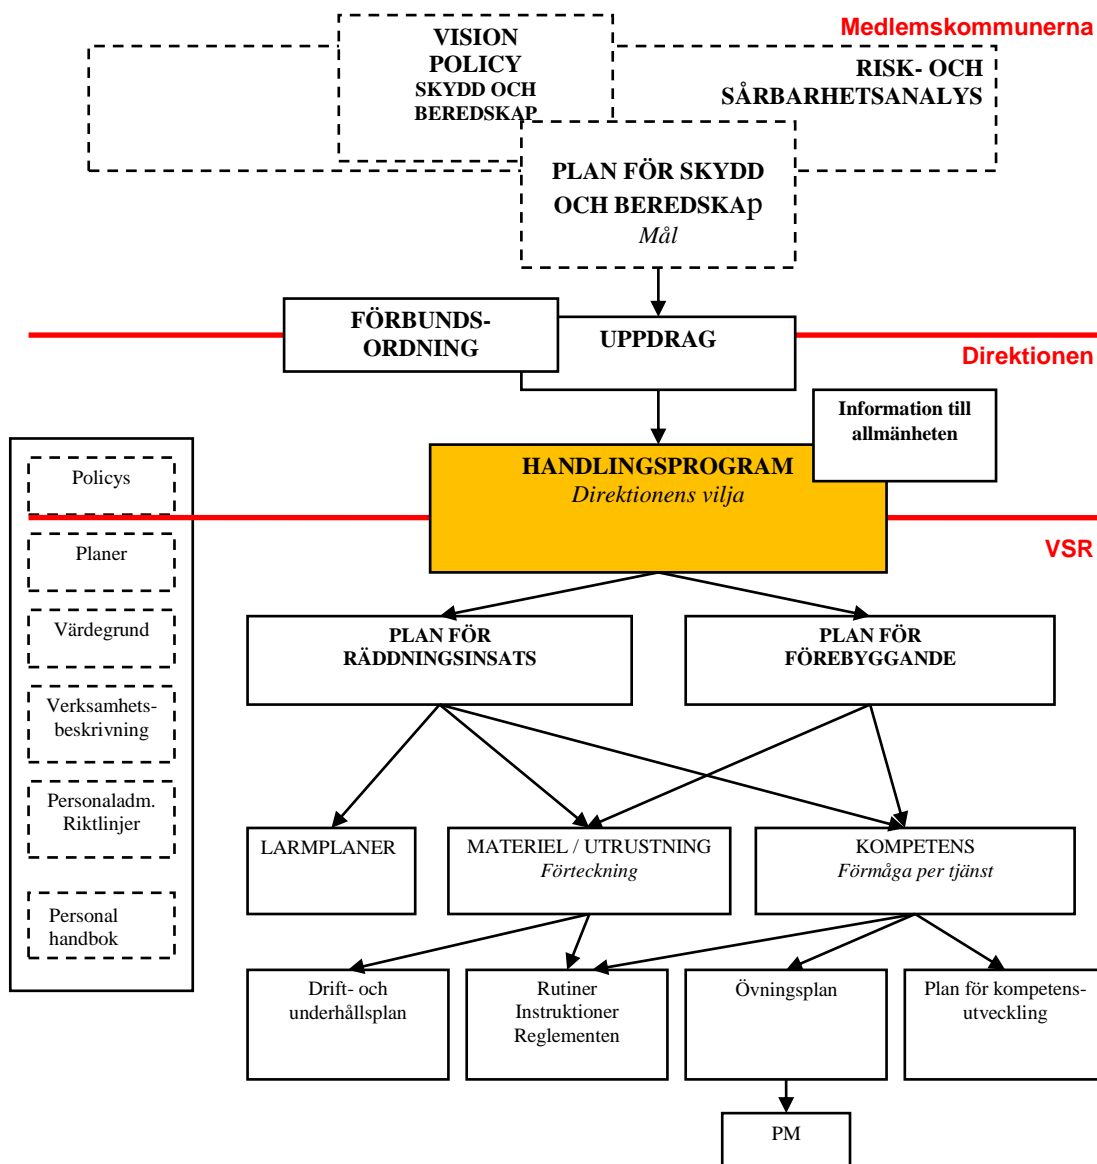 Medlemskommunerna
VISION
POLICY
SKYDD OCH
BEREDSKAP
RISK- OCH
SÅRBARHETSANALYS
PLAN FÖR SKYDD
OCH BEREDSKAp
Mål
FÖRBUNDS-
ORDNING
UPPDRAG
Direktionen
Information till
allmänheten
HANDLINGSPROGRAM
Direktionens vilja
VSR
Policys
Planer
Värdegrund
Verksamhets-
beskrivning
Personaladm.
Riktlinjer
Personal
handbok
PLAN FÖR
RÄDDNINGSINSATS
PLAN FÖR
FÖREBYGGANDE
LARMPLANER
MATERIEL / UTRUSTNING
Förteckning
KOMPETENS
Förmåga per tjänst
Drift- och
underhållsplan
Rutiner
Instruktioner
Reglementen
Övningsplan
Plan för kompetens-
utveckling
PM